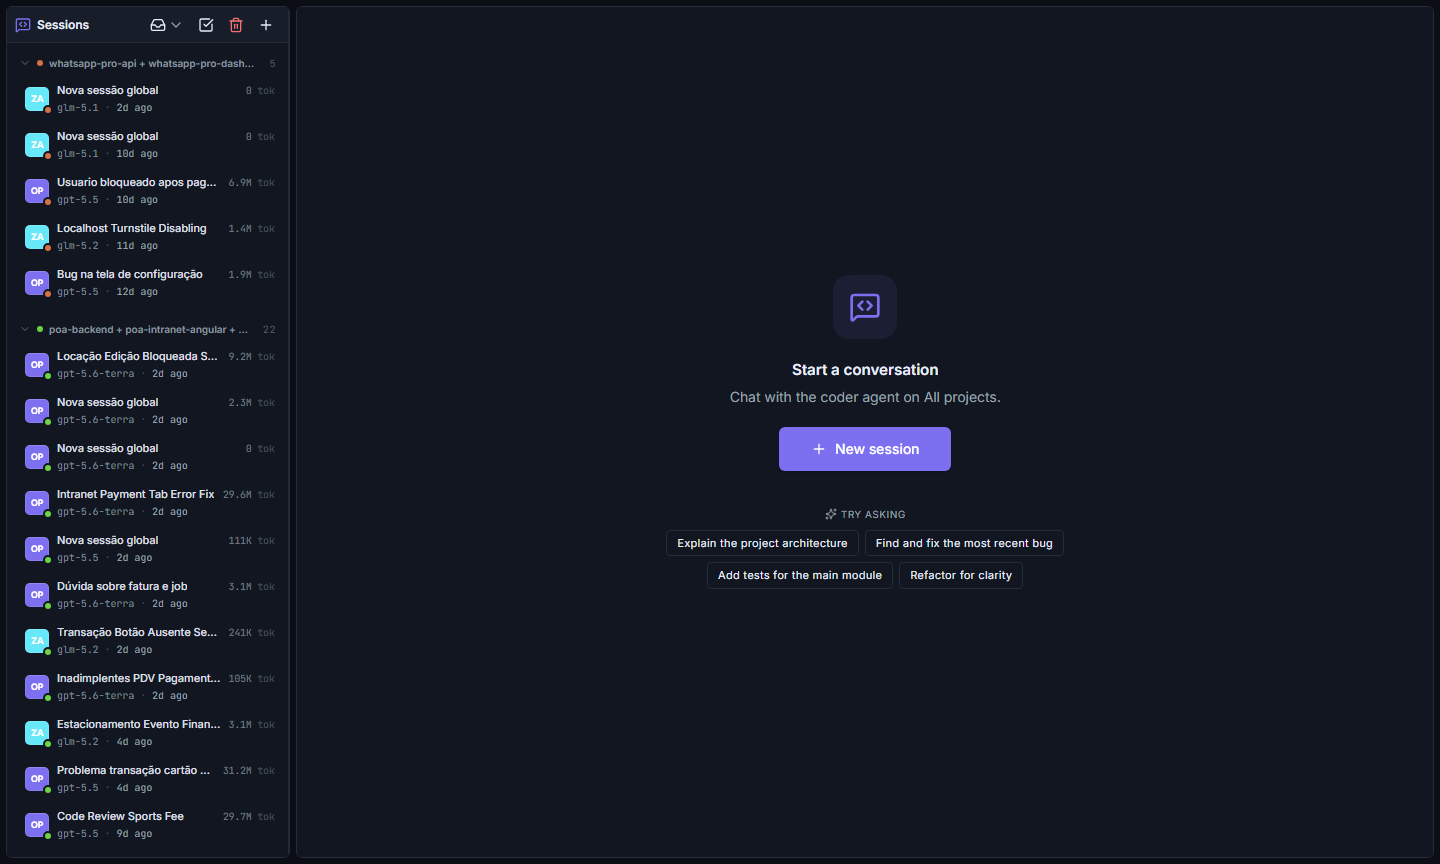 Sessions
whatsapp-pro-api + whatsapp-pro-dash... 5
ZA Nova sessão global 0 tok
glm-5.1 · 2d ago
ZA Nova sessão global 0 tok
glm-5.1 · 10d ago
OP Usuario bloqueado apos pag... 6.9M tok
gpt-5.5 · 10d ago
ZA Localhost Turnstile Disabling 1.4M tok
glm-5.2 · 11d ago
OP Bug na tela de configuração 1.9M tok
gpt-5.5 · 12d ago
poa-backend + poa-intranet-angular + ... 22
OP Locação Edição Bloqueada S... 9.2M tok
gpt-5.6-terra · 2d ago
OP Nova sessão global 2.3M tok
gpt-5.6-terra · 2d ago
OP Nova sessão global 0 tok
gpt-5.6-terra · 2d ago
OP Intranet Payment Tab Error Fix 29.6M tok
gpt-5.6-terra · 2d ago
OP Nova sessão global 111K tok
gpt-5.5 · 2d ago
OP Dúvida sobre fatura e job 3.1M tok
gpt-5.6-terra · 2d ago
ZA Transação Botão Ausente Se... 241K tok
glm-5.2 · 2d ago
OP Inadimplentes PDV Pagament... 105K tok
gpt-5.6-terra · 2d ago
ZA Estacionamento Evento Finan... 3.1M tok
glm-5.2 · 4d ago
OP Problema transação cartão ... 31.2M tok
gpt-5.5 · 4d ago
OP Code Review Sports Fee 29.7M tok
gpt-5.5 · 9d ago
Start a conversation
Chat with the coder agent on All projects.
+ New session
TRY ASKING
Explain the project architecture
Find and fix the most recent bug
Add tests for the main module
Refactor for clarity